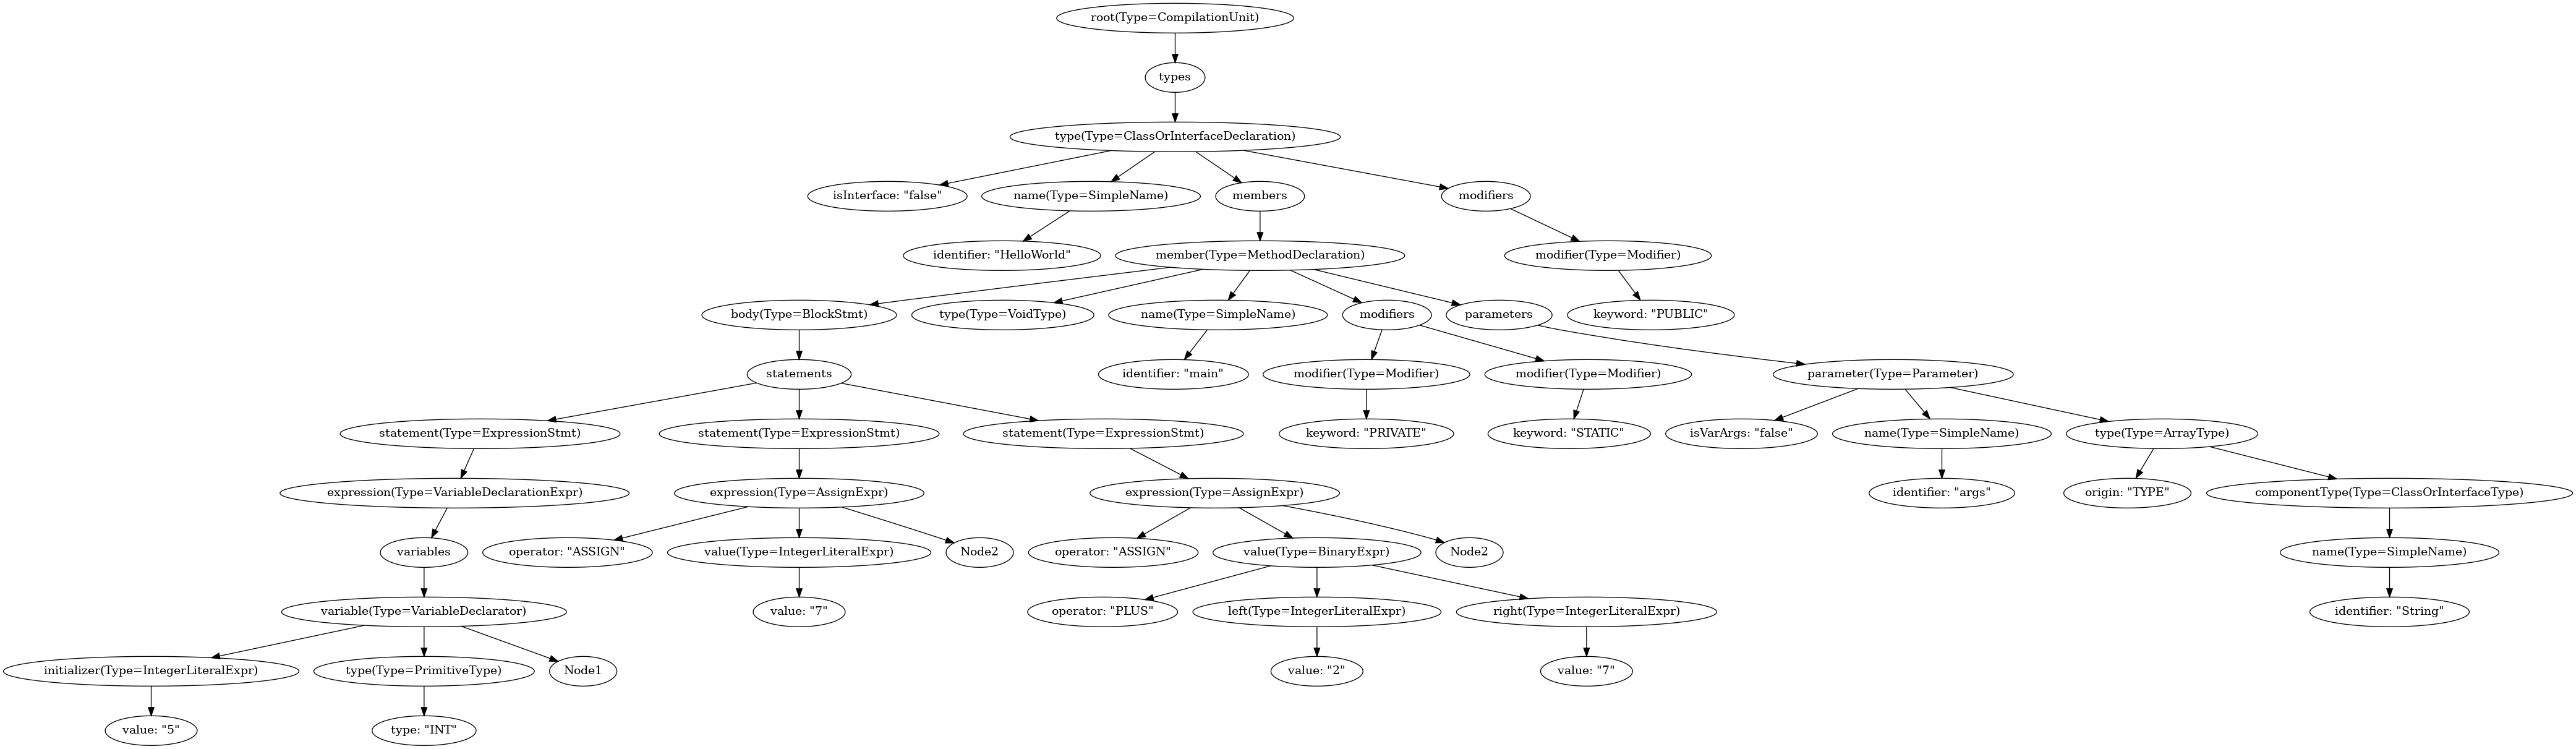 root(Type=CompilationUnit)
types
type(Type=ClassOrInterfaceDeclaration)
isInterface: "false"
name(Type=SimpleName)
members
modifiers
identifier: "HelloWorld"
member(Type=MethodDeclaration)
modifier(Type=Modifier)
body(Type=BlockStmt)
type(Type=VoidType)
name(Type=SimpleName)
modifiers
parameters
keyword: "PUBLIC"
statements
identifier: "main"
modifier(Type=Modifier)
modifier(Type=Modifier)
parameter(Type=Parameter)
statement(Type=ExpressionStmt)
statement(Type=ExpressionStmt)
statement(Type=ExpressionStmt)
keyword: "PRIVATE"
keyword: "STATIC"
isVarArgs: "false"
name(Type=SimpleName)
type(Type=ArrayType)
expression(Type=VariableDeclarationExpr)
expression(Type=AssignExpr)
expression(Type=AssignExpr)
identifier: "args"
origin: "TYPE"
componentType(Type=ClassOrInterfaceType)
variables
operator: "ASSIGN"
value(Type=IntegerLiteralExpr)
Node2
operator: "ASSIGN"
value(Type=BinaryExpr)
Node2
name(Type=SimpleName)
variable(Type=VariableDeclarator)
value: "7"
operator: "PLUS"
left(Type=IntegerLiteralExpr)
right(Type=IntegerLiteralExpr)
identifier: "String"
initializer(Type=IntegerLiteralExpr)
type(Type=PrimitiveType)
Node1
value: "2"
value: "7"
value: "5"
type: "INT"